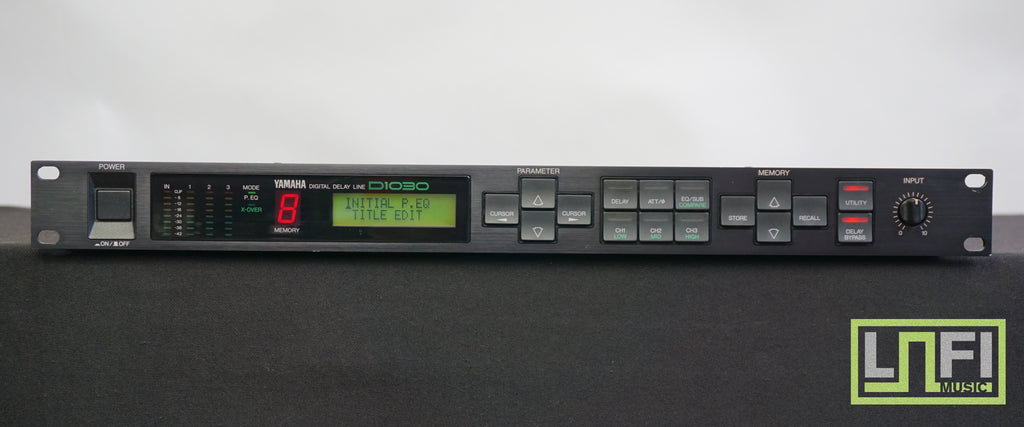 POWER
ON/OFF
IN 1 2 3
CLIP
MODE
P. EQ
X-OVER
8
MEMORY
YAMAHA DIGITAL DELAY LINE D1030
INITIAL P.EQ
TITLE EDIT
PARAMETER
CURSOR
CURSOR
DELAY
ATT/Φ
EQ/SUB
COMPARE
CH1
LOW
CH2
MID
CH3
HIGH
MEMORY
STORE
RECALL
UTILITY
DELAY
BYPASS
INPUT
0 10
LNFI
MUSIC